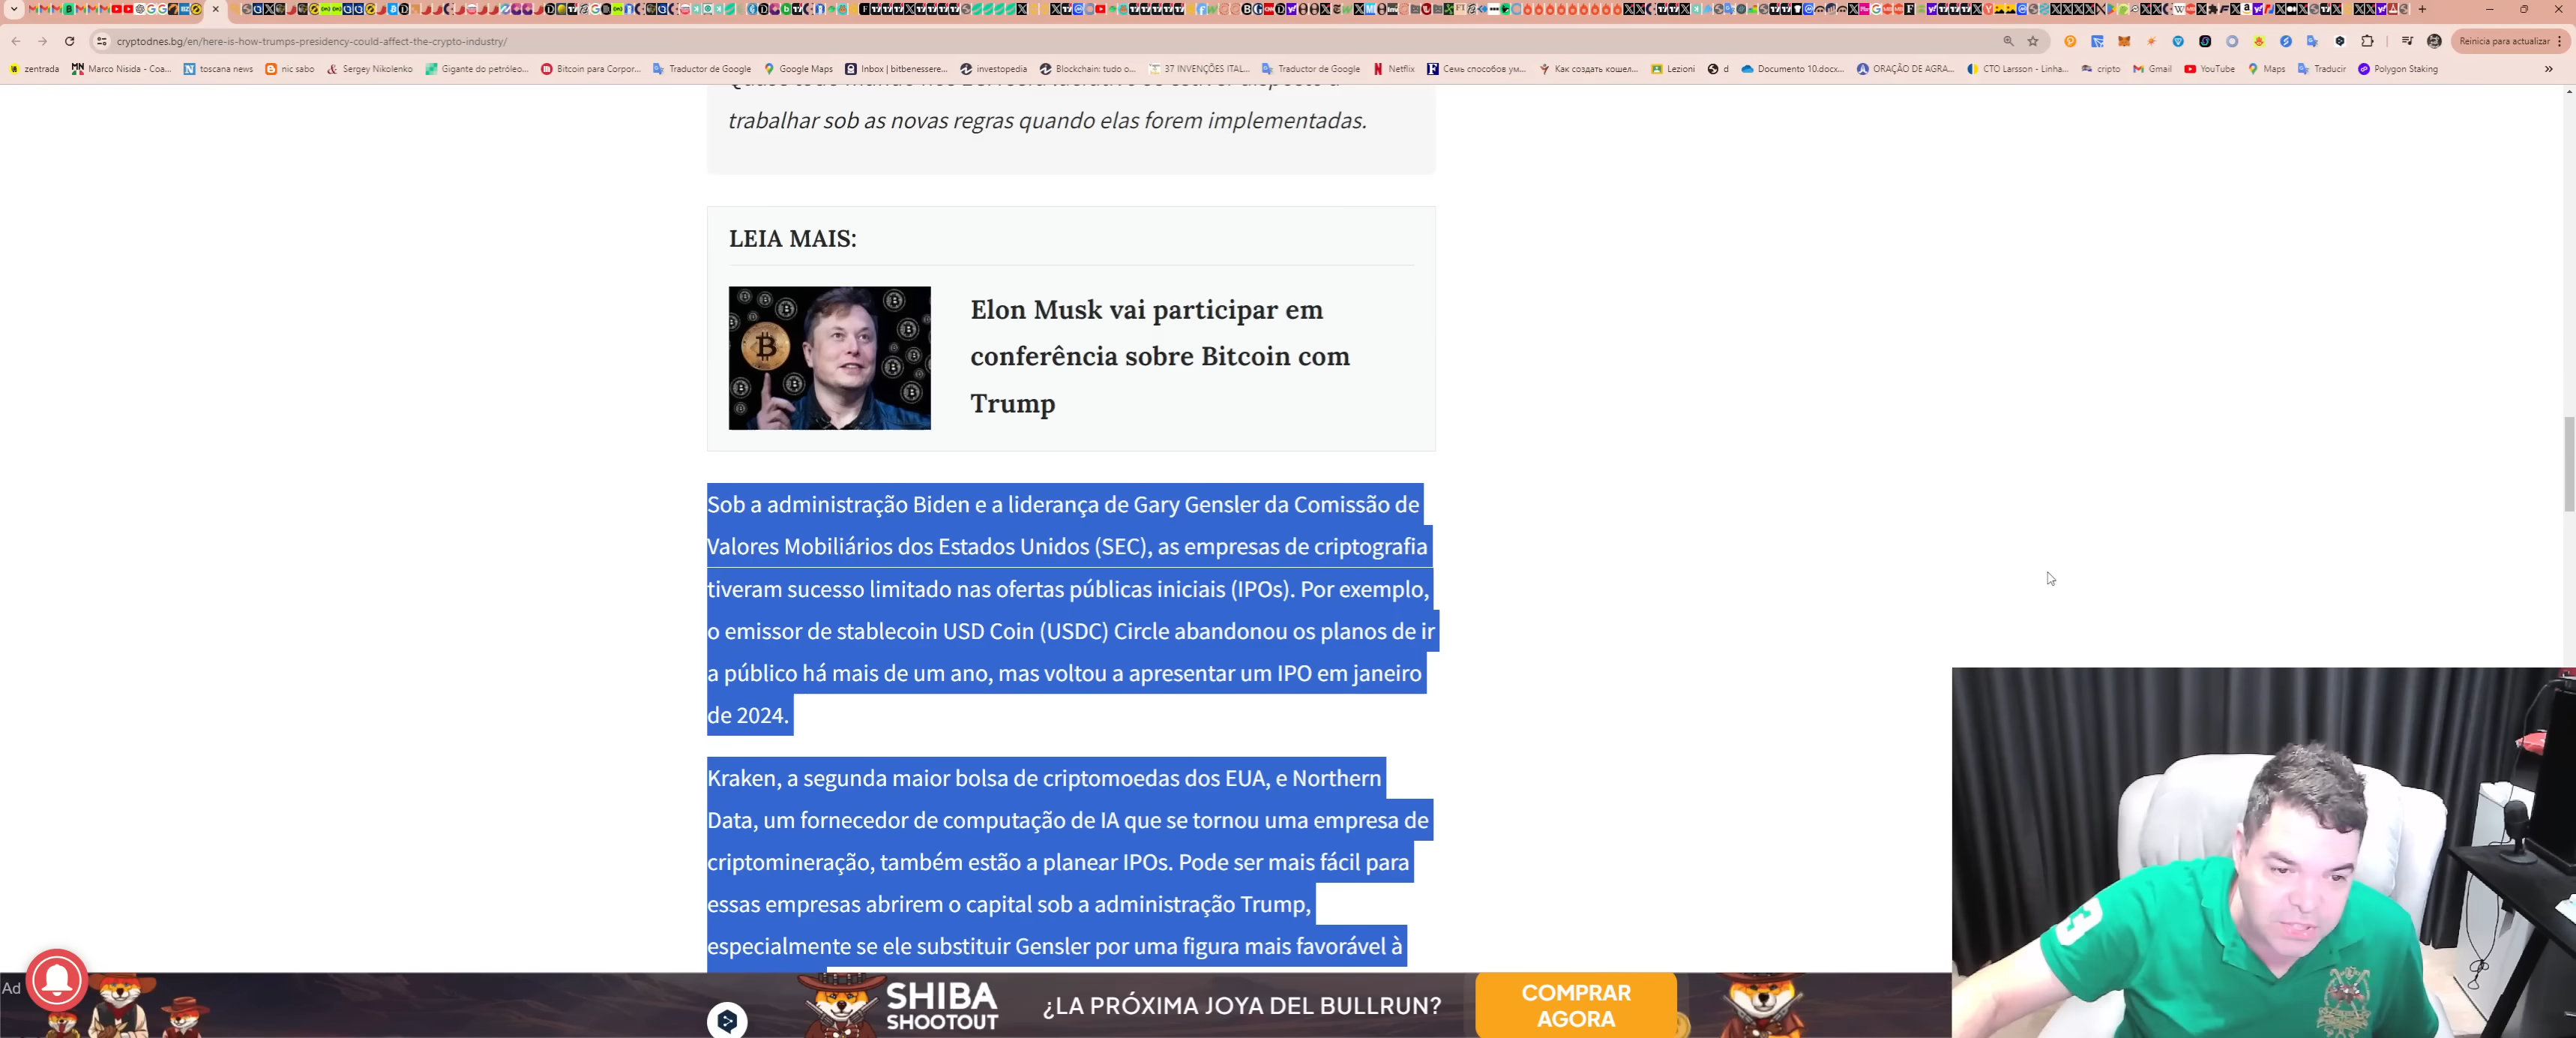 cryptodnes.bg/en/here-is-how-trumps-presidency-could-affect-the-crypto-industry/
Reinicia para actualizar
zentrada
Marco Nisida - Coa...
toscana news
nic sabo
Sergey Nikolenko
Gigante do petróleo...
Bitcoin para Corpor...
Traductor de Google
Google Maps
Inbox | bitbenessere...
investopedia
Blockchain: tudo o...
37 INVENÇÕES ITAL...
Traductor de Google
Netflix
Семь способов ум...
Как создать кошел...
Lezioni
d
Documento 10.docx...
ORAÇÃO DE AGRA...
CTO Larsson - Linha...
cripto
Gmail
YouTube
Maps
Traducir
Polygon Staking
trabalhar sob as novas regras quando elas forem implementadas.
LEIA MAIS:
Elon Musk vai participar em
conferência sobre Bitcoin com
Trump
Sob a administração Biden e a liderança de Gary Gensler da Comissão de
Valores Mobiliários dos Estados Unidos (SEC), as empresas de criptografia
tiveram sucesso limitado nas ofertas públicas iniciais (IPOs). Por exemplo,
o emissor de stablecoin USD Coin (USDC) Circle abandonou os planos de ir
a público há mais de um ano, mas voltou a apresentar um IPO em janeiro
de 2024.
Kraken, a segunda maior bolsa de criptomoedas dos EUA, e Northern
Data, um fornecedor de computação de IA que se tornou uma empresa de
criptomineração, também estão a planear IPOs. Pode ser mais fácil para
essas empresas abrirem o capital sob a administração Trump,
especialmente se ele substituir Gensler por uma figura mais favorável à
Ad
SHIBA
SHOOTOUT
¿LA PRÓXIMA JOYA DEL BULLRUN?
COMPRAR
AGORA
3